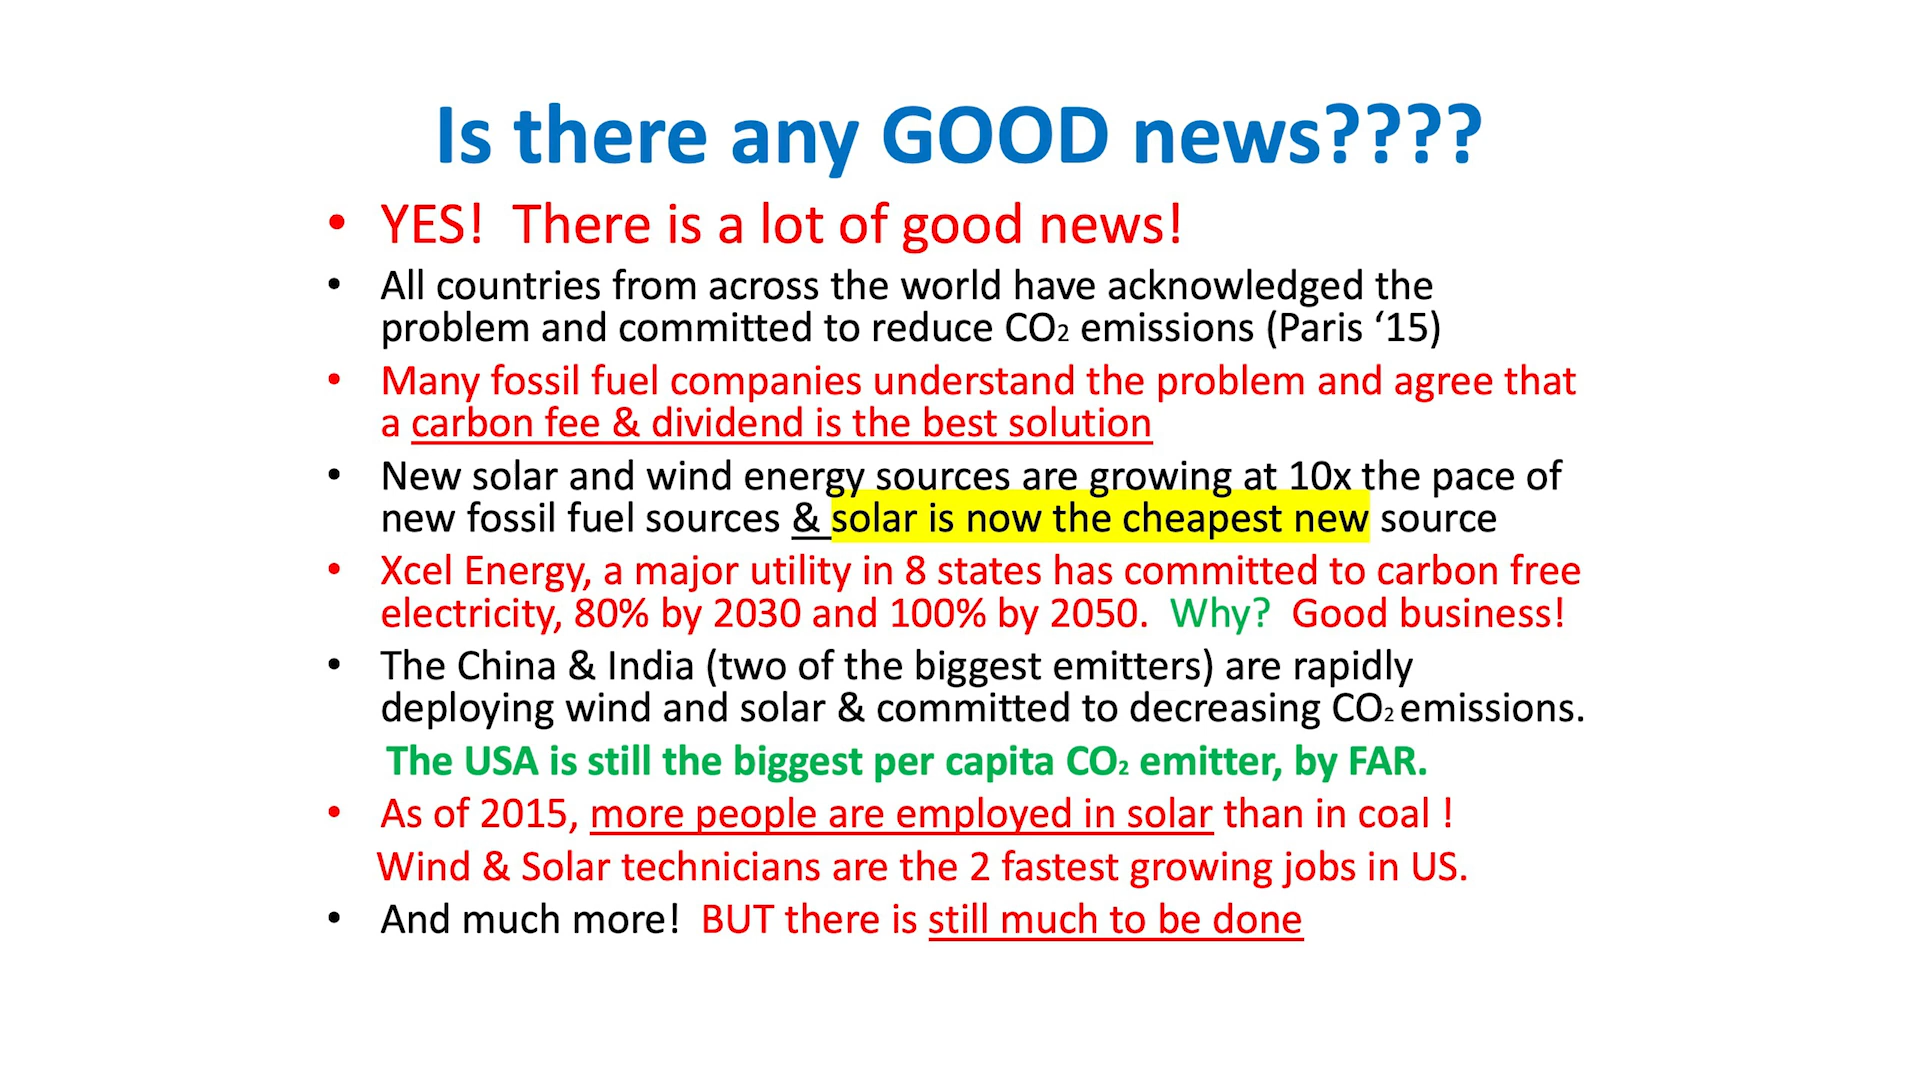 Is there any GOOD news????
• YES!  There is a lot of good news!
• All countries from across the world have acknowledged the
problem and committed to reduce CO2 emissions (Paris ‘15)
• Many fossil fuel companies understand the problem and agree that
a carbon fee & dividend is the best solution
• New solar and wind energy sources are growing at 10x the pace of
new fossil fuel sources & solar is now the cheapest new source
• Xcel Energy, a major utility in 8 states has committed to carbon free
electricity, 80% by 2030 and 100% by 2050.  Why?  Good business!
• The China & India (two of the biggest emitters) are rapidly
deploying wind and solar & committed to decreasing CO2 emissions.
The USA is still the biggest per capita CO2 emitter, by FAR.
• As of 2015, more people are employed in solar than in coal !
Wind & Solar technicians are the 2 fastest growing jobs in US.
• And much more!  BUT there is still much to be done